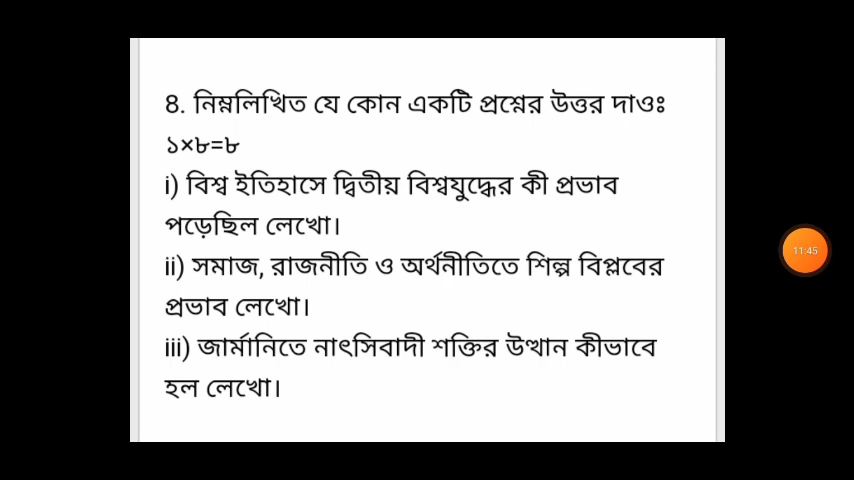 8. নিম্নলিখিত যে কোন একটি প্রশ্নের উত্তর দাওঃ
১×৮=৮
i) বিশ্ব ইতিহাসে দ্বিতীয় বিশ্বযুদ্ধের কী প্রভাব
পড়েছিল লেখো।
ii) সমাজ, রাজনীতি ও অর্থনীতিতে শিল্প বিপ্লবের
প্রভাব লেখো।
iii) জার্মানিতে নাৎসিবাদী শক্তির উত্থান কীভাবে
হল লেখো।
11:45